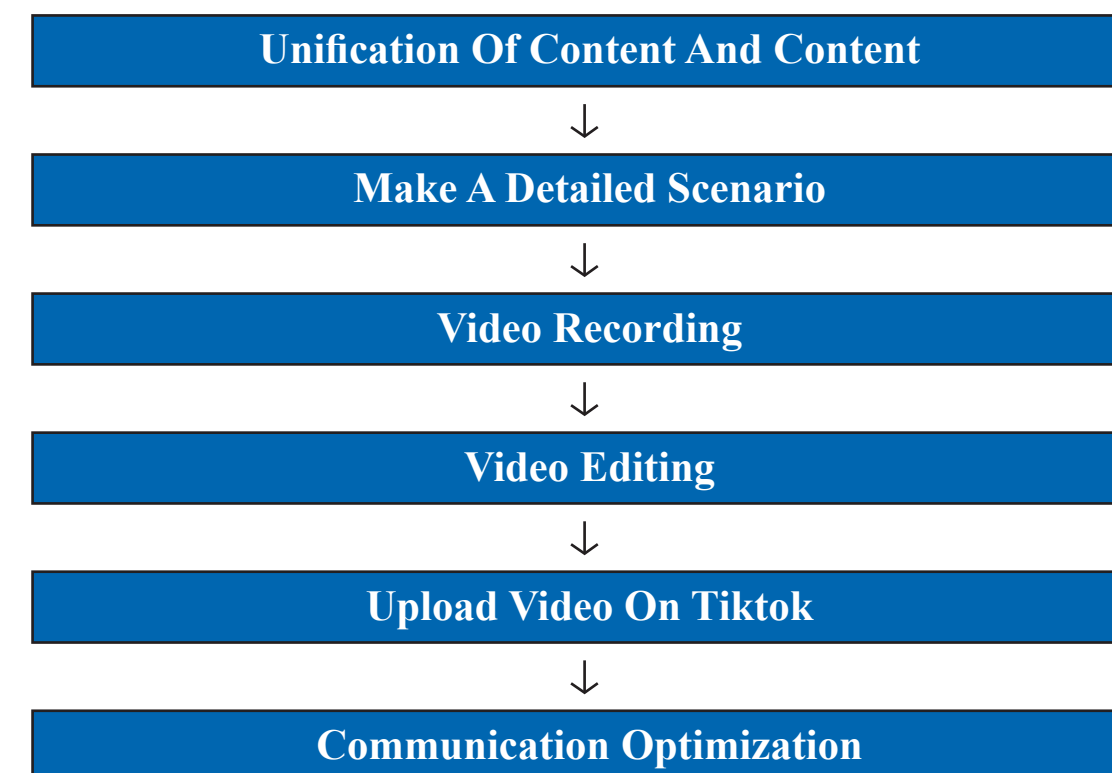 Unification Of Content And Content
↓
Make A Detailed Scenario
↓
Video Recording
↓
Video Editing
↓
Upload Video On Tiktok
↓
Communication Optimization